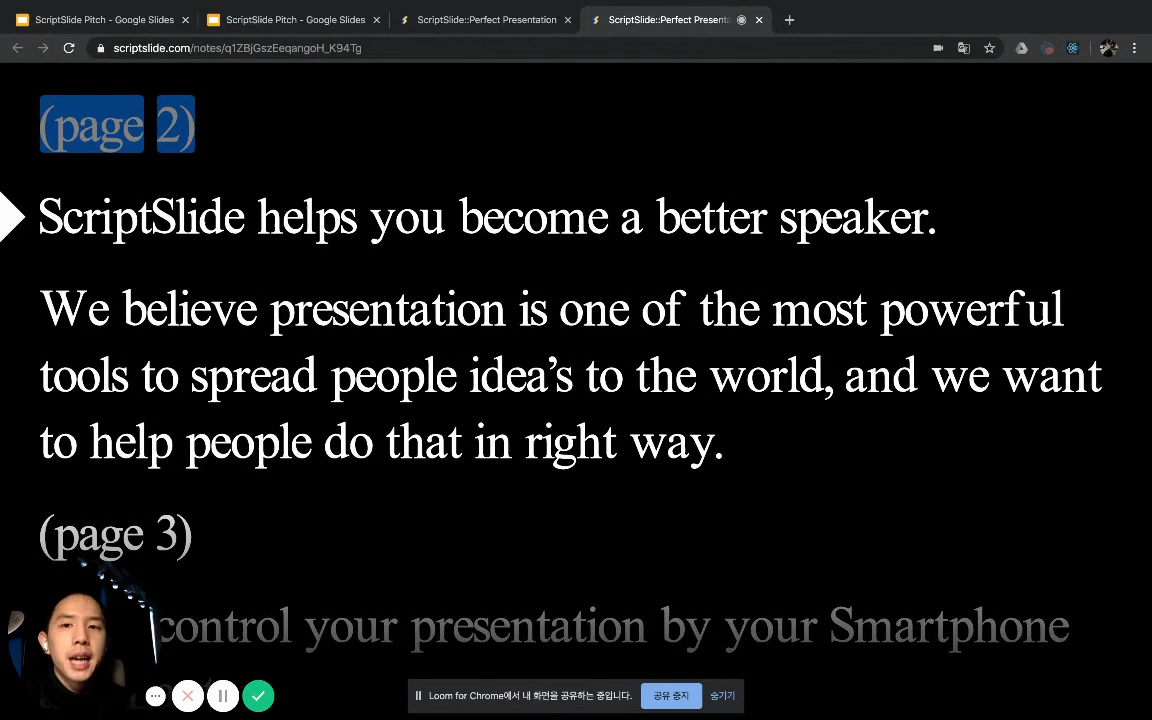 ScriptSlide Pitch - Google Slides
ScriptSlide Pitch - Google Slides
ScriptSlide::Perfect Presentation
ScriptSlide::Perfect Presenta
scriptslide.com/notes/q1ZBjGszEeqangoH_K94Tg
(page 2)
ScriptSlide helps you become a better speaker.
We believe presentation is one of the most powerful
tools to spread people idea’s to the world, and we want
to help people do that in right way.
(page 3)
control your presentation by your Smartphone
Loom for Chrome에서 내 화면을 공유하는 중입니다.
공유 중지
숨기기